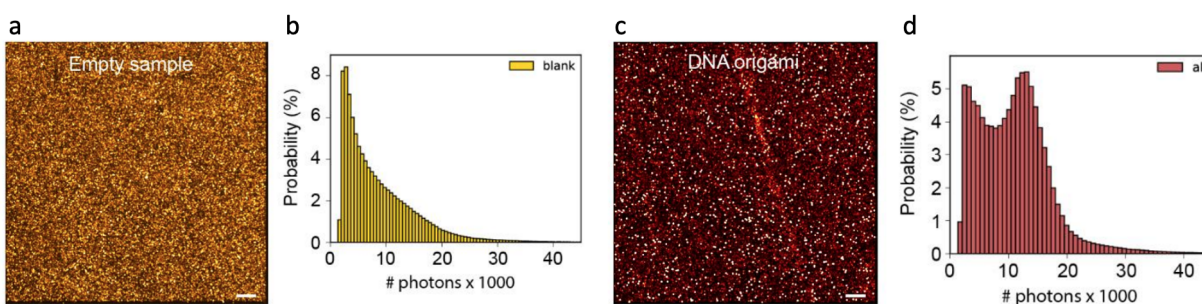 a
Empty sample
b
Probability (%)
8
6
4
2
0
0 10 20 30 40
# photons x 1000
blank
c
DNA origami
d
Probability (%)
5
4
3
2
1
0
0 10 20 30 40
# photons x 1000